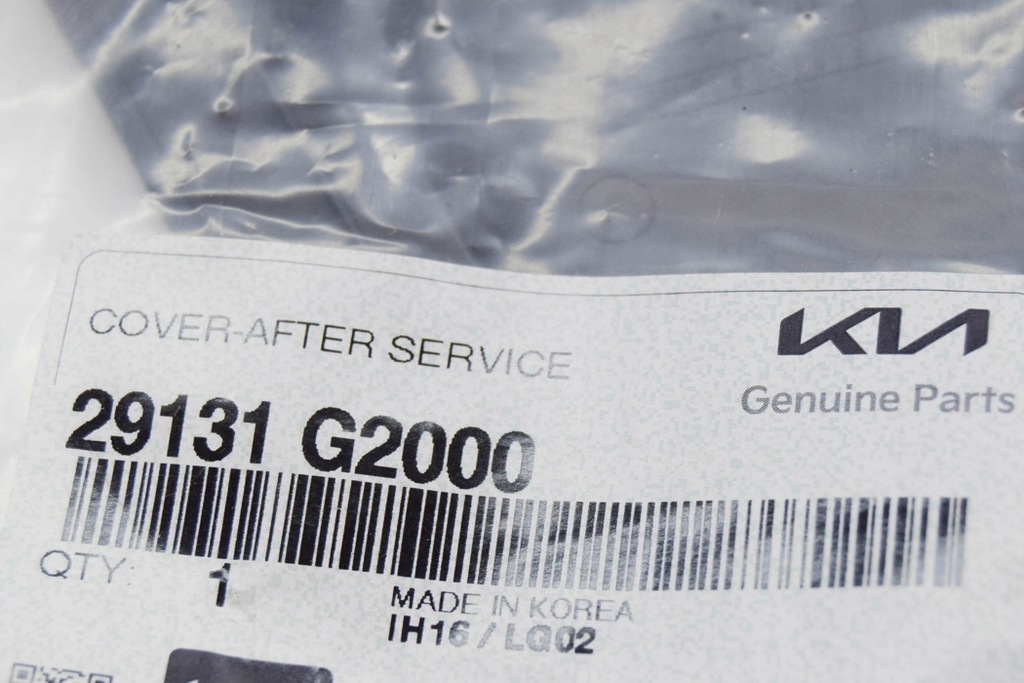 COVER-AFTER SERVICE
KIA
Genuine Parts
29131 G2000
QTY 1
MADE IN KOREA
IH16 / LG02